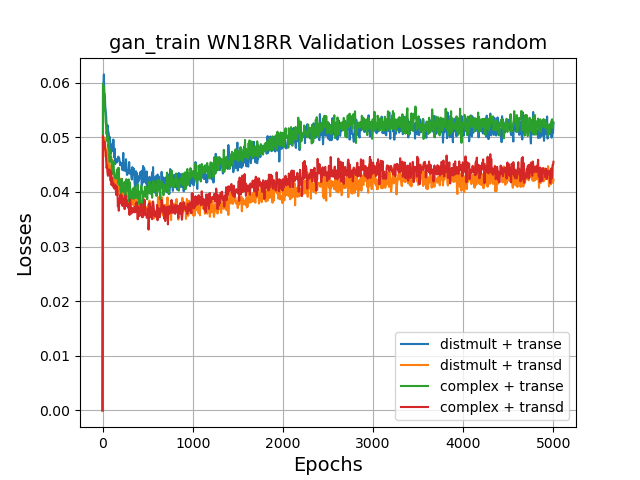 gan_train WN18RR Validation Losses random
Losses
0.06
0.05
0.04
0.03
0.02
0.01
0.00
distmult + transe
distmult + transd
complex + transe
complex + transd
0 1000 2000 3000 4000 5000
Epochs